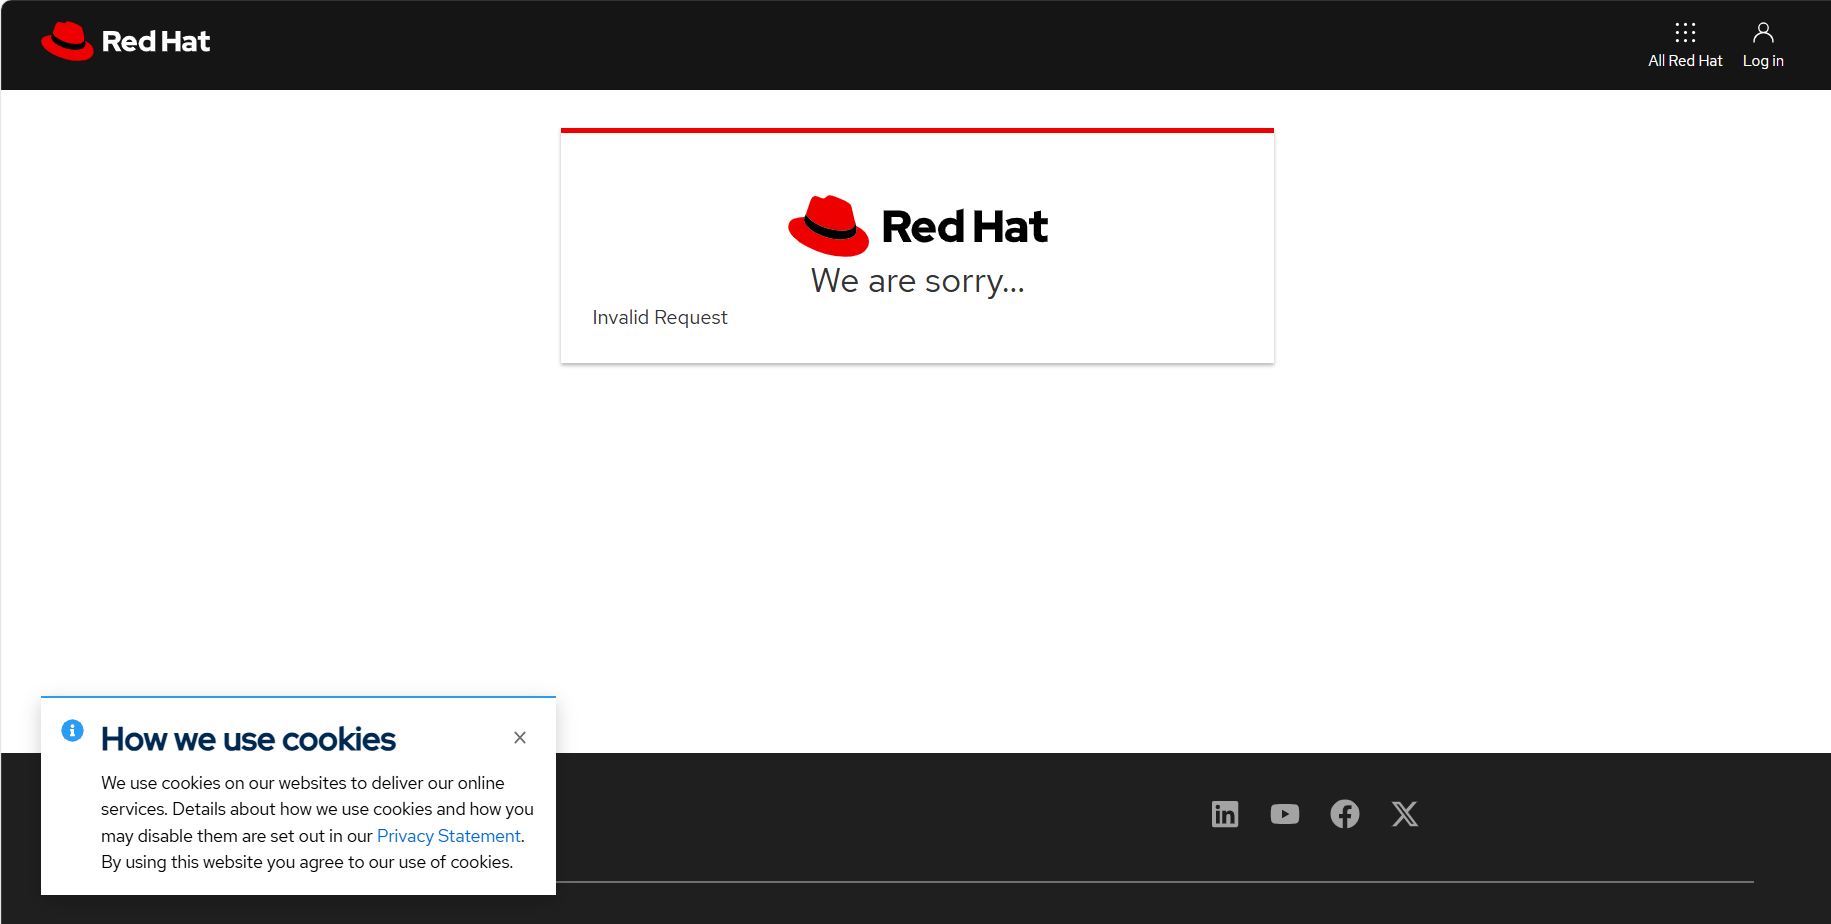 Red Hat
All Red Hat
Log in
Red Hat
We are sorry...
Invalid Request
How we use cookies
We use cookies on our websites to deliver our online
services. Details about how we use cookies and how you
may disable them are set out in our Privacy Statement.
By using this website you agree to our use of cookies.